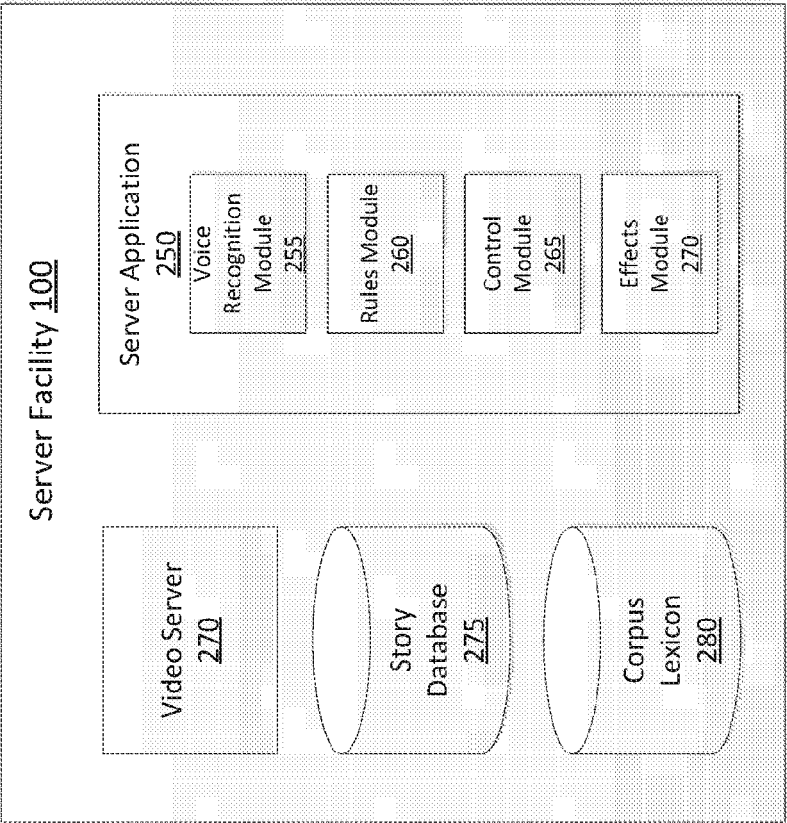 Server Facility 100
Video Server
270
Story
Database
275
Corpus
Lexicon
280
Server Application
250
Voice
Recognition
Module
255
Rules Module
260
Control
Module
265
Effects
Module
270